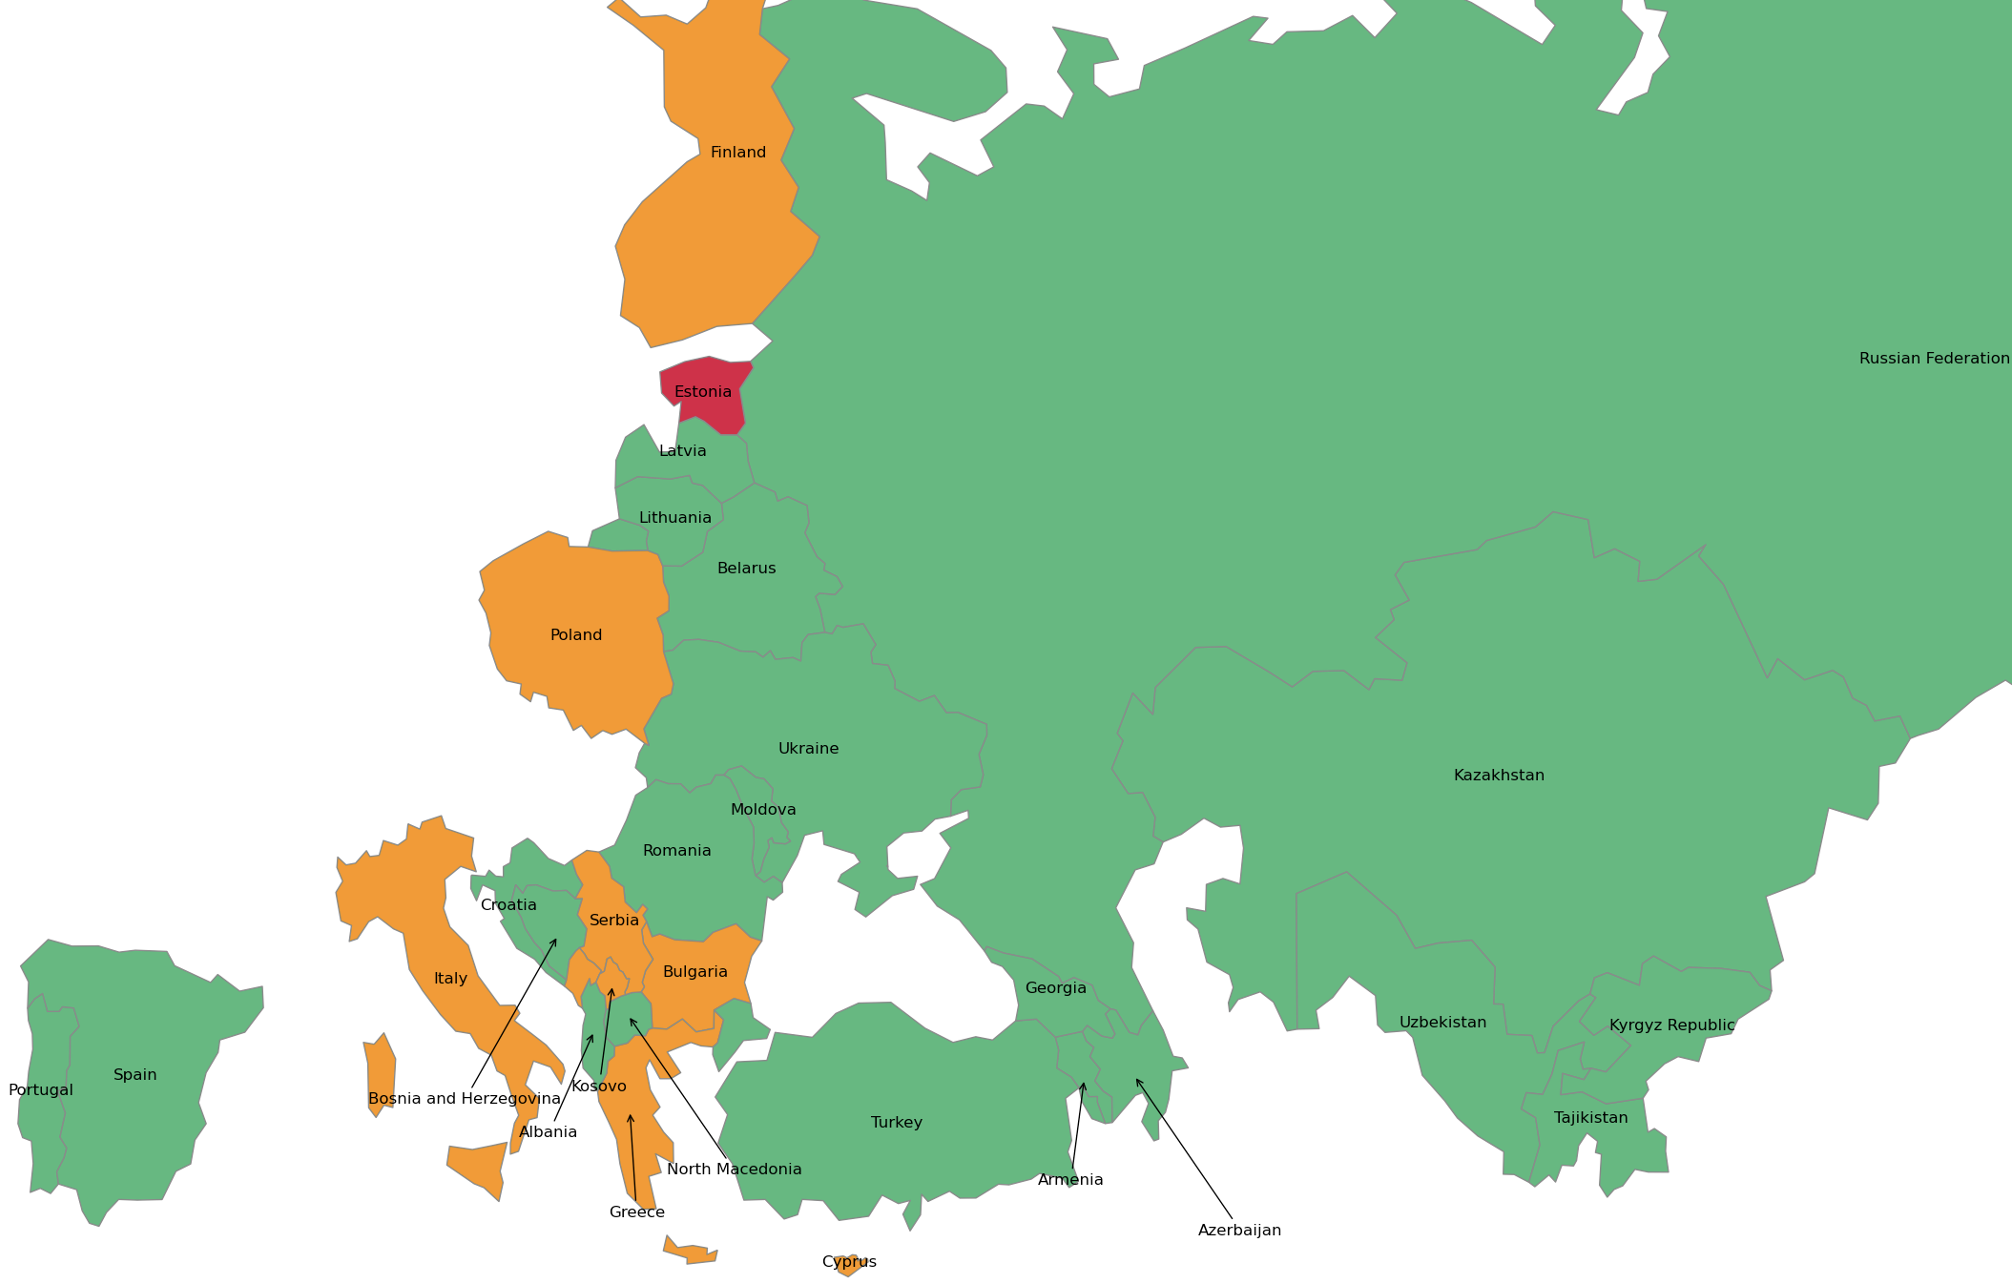 Finland
Russian Federation
Estonia
Latvia
Lithuania
Belarus
Poland
Ukraine
Kazakhstan
Moldova
Romania
Croatia
Serbia
Bulgaria
Italy
Georgia
Uzbekistan
Kyrgyz Republic
Spain
Kosovo
Portugal
Bosnia and Herzegovina
Tajikistan
Turkey
Albania
North Macedonia
Armenia
Greece
Azerbaijan
Cyprus